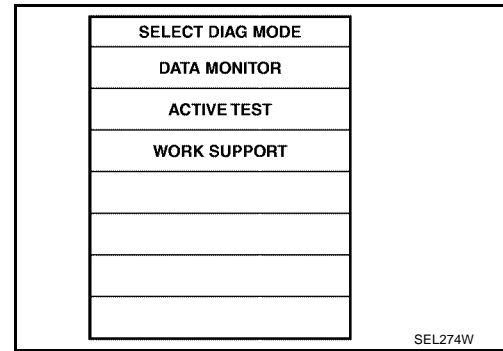 SELECT DIAG MODE
DATA MONITOR
ACTIVE TEST
WORK SUPPORT
SEL274W